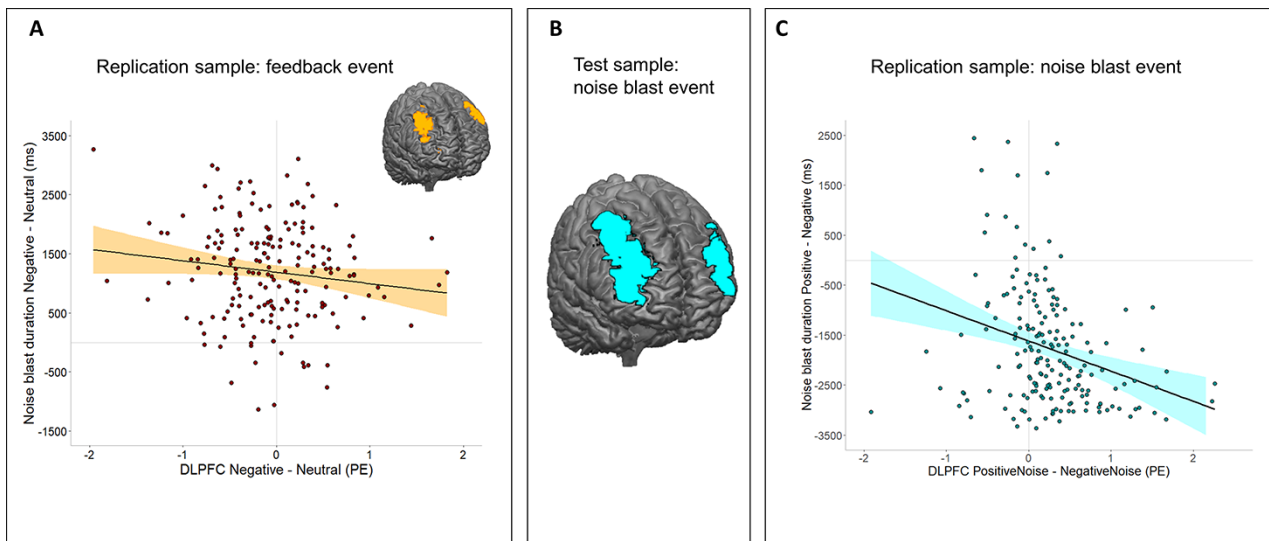 A
Replication sample: feedback event
3500
2500
1500
500
-500
-1500
Noise blast duration Negative - Neutral (ms)
-2
-1
0
1
2
DLPFC Negative - Neutral (PE)
B
Test sample:
noise blast event
C
Replication sample: noise blast event
2500
1500
-500
-1500
-2500
-3500
Noise blast duration Positive - Negative (ms)
-2
-1
0
1
2
DLPFC PositiveNoise - NegativeNoise (PE)